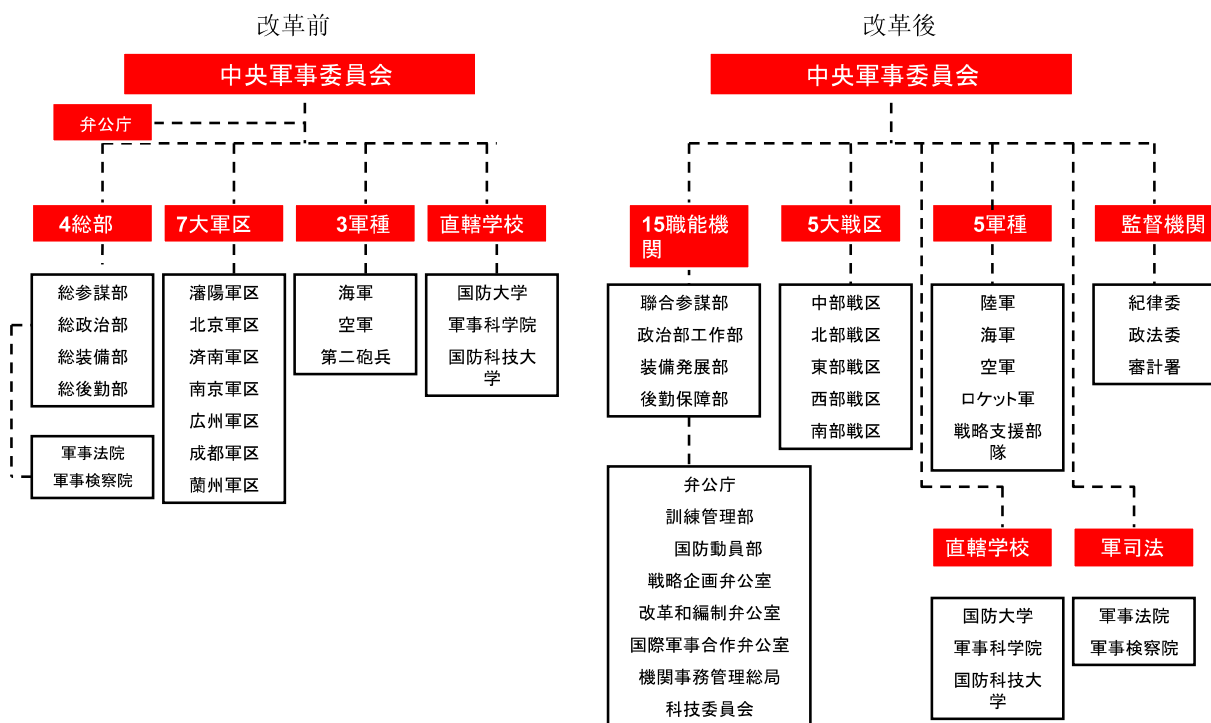 改革前
中央軍事委員会
弁公庁
4総部
7大軍区
3軍種
直轄学校
総参謀部
総政治部
総装備部
総後勤部
軍事法院
軍事検察院
瀋陽軍区
北京軍区
済南軍区
南京軍区
広州軍区
成都軍区
蘭州軍区
海軍
空軍
第二砲兵
国防大学
軍事科学院
国防科技大
学
改革後
中央軍事委員会
15職能機
関
5大戦区
5軍種
監督機関
聯合参謀部
政治部工作部
装備発展部
後勤保障部
弁公庁
訓練管理部
国防動員部
戦略企画弁公室
改革和編制弁公室
国際軍事合作弁公室
機関事務管理総局
科技委員会
中部戦区
北部戦区
東部戦区
西部戦区
南部戦区
陸軍
海軍
空軍
ロケット軍
戦略支援部
隊
紀律委
政法委
審計署
直轄学校
国防大学
軍事科学院
国防科技大
学
軍司法
軍事法院
軍事検察院